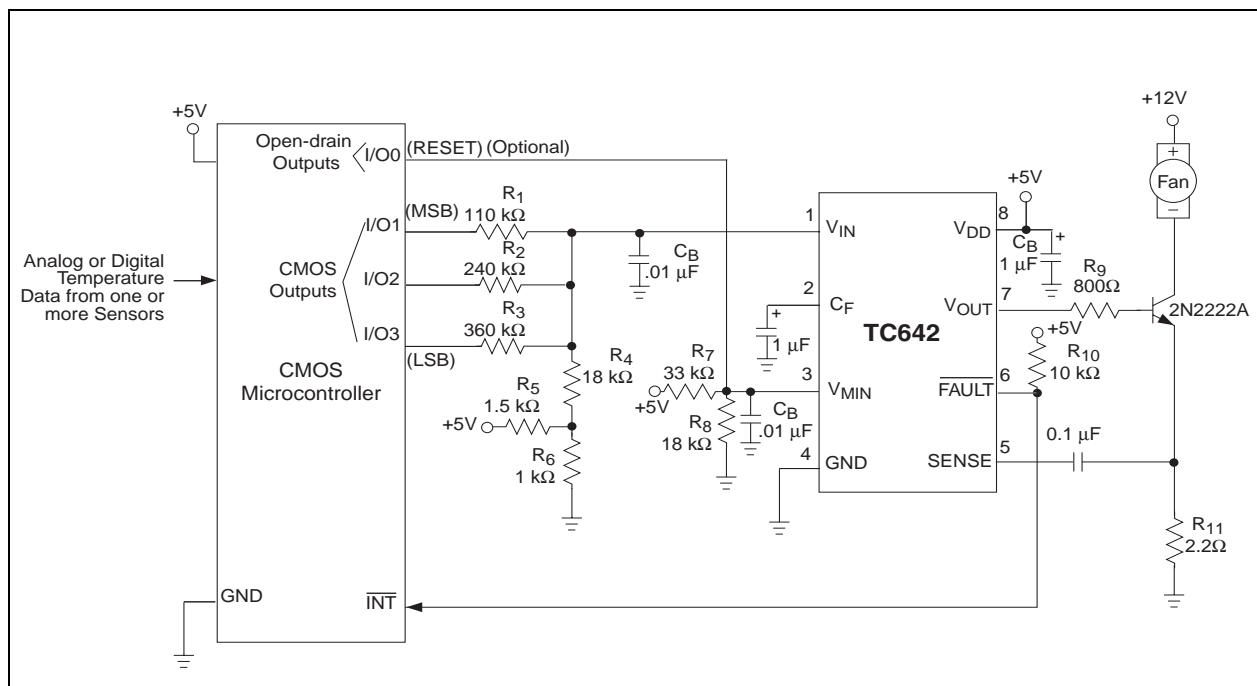 +5V
Open-drain
Outputs
I/O0
(RESET) (Optional)
I/O1
(MSB)
R1
110 kΩ
CMOS
Outputs
I/O2
R2
240 kΩ
I/O3
R3
360 kΩ
(LSB)
Analog or Digital
Temperature
Data from one or
more Sensors
CMOS
Microcontroller
GND
INT
CB
.01 µF
R4
18 kΩ
R5
1.5 kΩ
+5V
R6
1 kΩ
R7
33 kΩ
+5V
R8
18 kΩ
CB
.01 µF
1 µF
1
VIN
2
CF
+
3
VMIN
4
GND
TC642
8
VDD
+5V
CB
1 µF
+
7
VOUT
R9
800Ω
6
FAULT
+5V
R10
10 kΩ
5
SENSE
0.1 µF
+12V
+
Fan
–
2N2222A
R11
2.2Ω